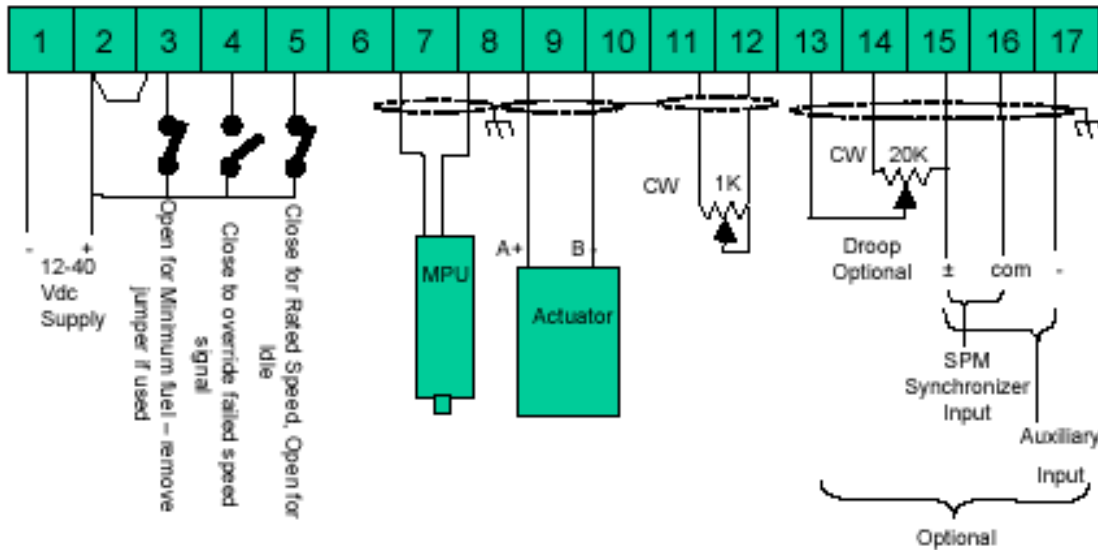 1 2 3 4 5 6 7 8 9 10 11 12 13 14 15 16 17
- +
12-40
Vdc
Supply
Open for Minimum fuel – remove
jumper if used
Close to override failed speed
signal
Close for Rated Speed, Open for
Idle
MPU
A+ B -
Actuator
CW 1K
CW 20K
Droop
Optional
± com -
SPM
Synchronizer
Input
Auxiliary
Input
Optional